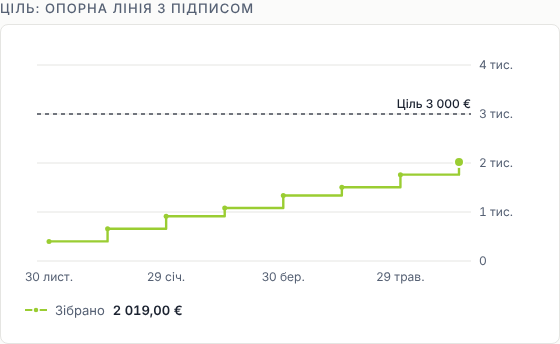 ЦІЛЬ: ОПОРНА ЛІНІЯ З ПІДПИСОМ
4 тис.
Ціль 3 000 €
3 тис.
2 тис.
1 тис.
0
30 лист. 29 січ. 30 бер. 29 трав.
Зібрано 2 019,00 €